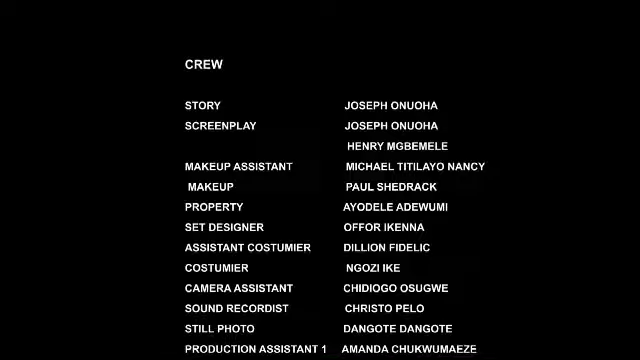 CREW
STORY JOSEPH ONUOHA
SCREENPLAY JOSEPH ONUOHA
HENRY MGBEMELE
MAKEUP ASSISTANT MICHAEL TITILAYO NANCY
MAKEUP PAUL SHEDRACK
PROPERTY AYODELE ADEWUMI
SET DESIGNER OFFOR IKENNA
ASSISTANT COSTUMIER DILLION FIDELIC
COSTUMIER NGOZI IKE
CAMERA ASSISTANT CHIDIOGO OSUGWE
SOUND RECORDIST CHRISTO PELO
STILL PHOTO DANGOTE DANGOTE
PRODUCTION ASSISTANT 1 AMANDA CHUKWUMAEZE